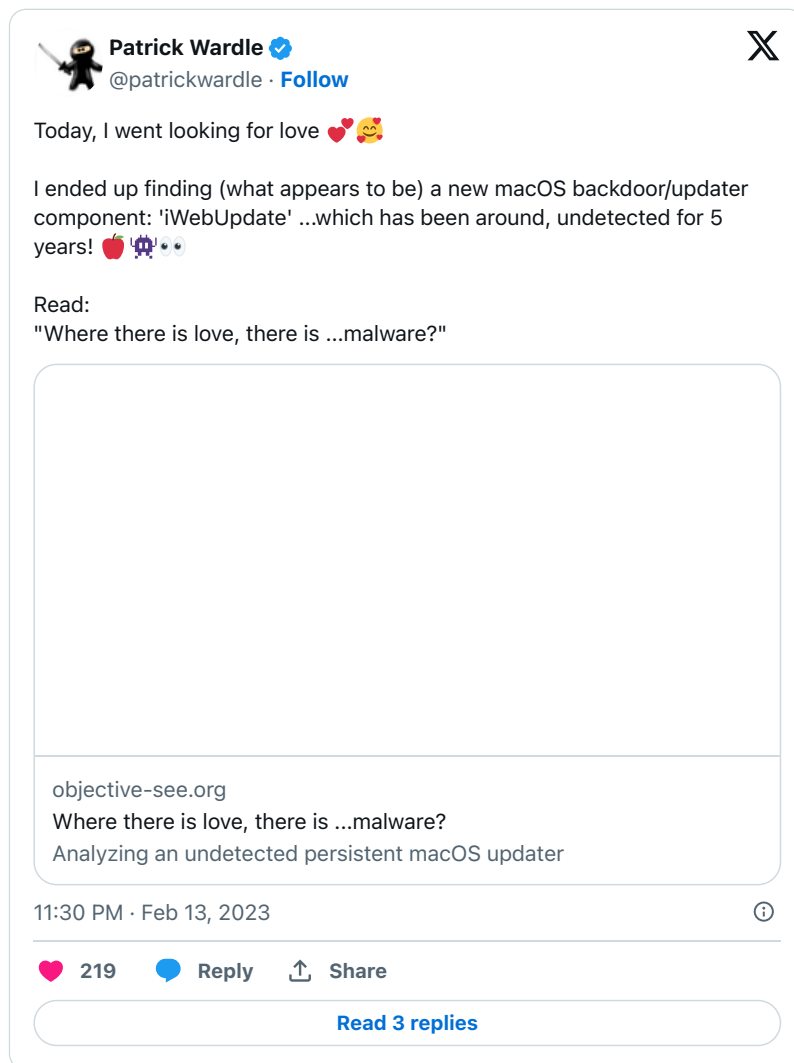 Patrick Wardle
@patrickwardle · Follow
Today, I went looking for love 💕🥰
I ended up finding (what appears to be) a new macOS backdoor/updater
component: 'iWebUpdate' ...which has been around, undetected for 5
years! 🍎👾👀
Read:
"Where there is love, there is ...malware?"
objective-see.org
Where there is love, there is ...malware?
Analyzing an undetected persistent macOS updater
11:30 PM · Feb 13, 2023
219 Reply Share
Read 3 replies